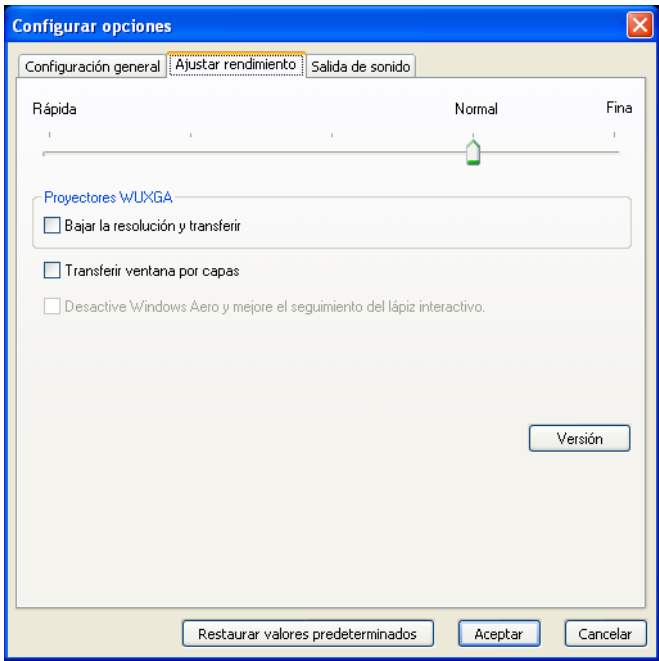 Configurar opciones
Configuración general Ajustar rendimiento Salida de sonido
Rápida Normal Fina
Proyectores WUXGA
Bajar la resolución y transferir
Transferir ventana por capas
Desactive Windows Aero y mejore el seguimiento del lápiz interactivo.
Versión
Restaurar valores predeterminados Aceptar Cancelar